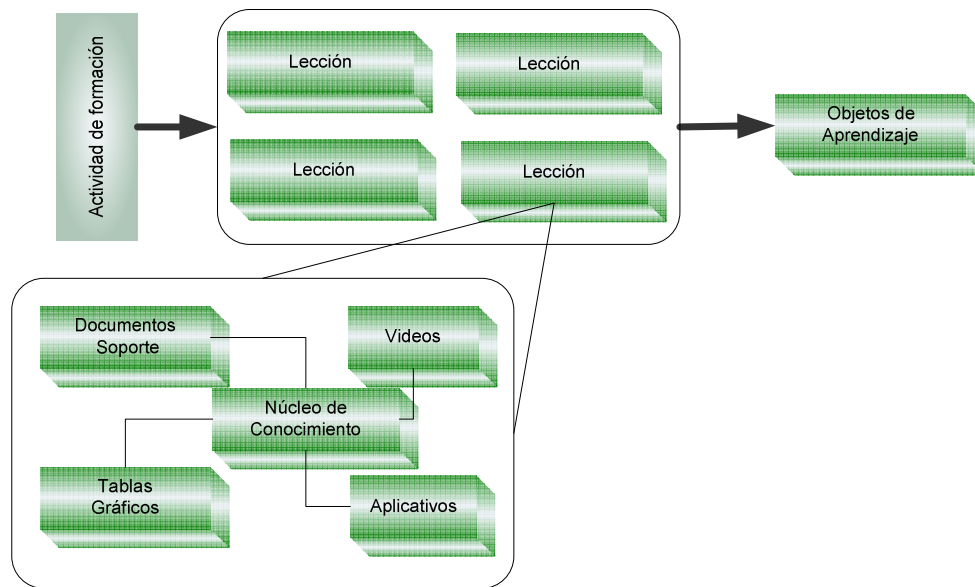 Actividad de formación
Lección
Lección
Lección
Lección
Objetos de
Aprendizaje
Documentos
Soporte
Videos
Núcleo de
Conocimiento
Tablas
Gráficos
Aplicativos